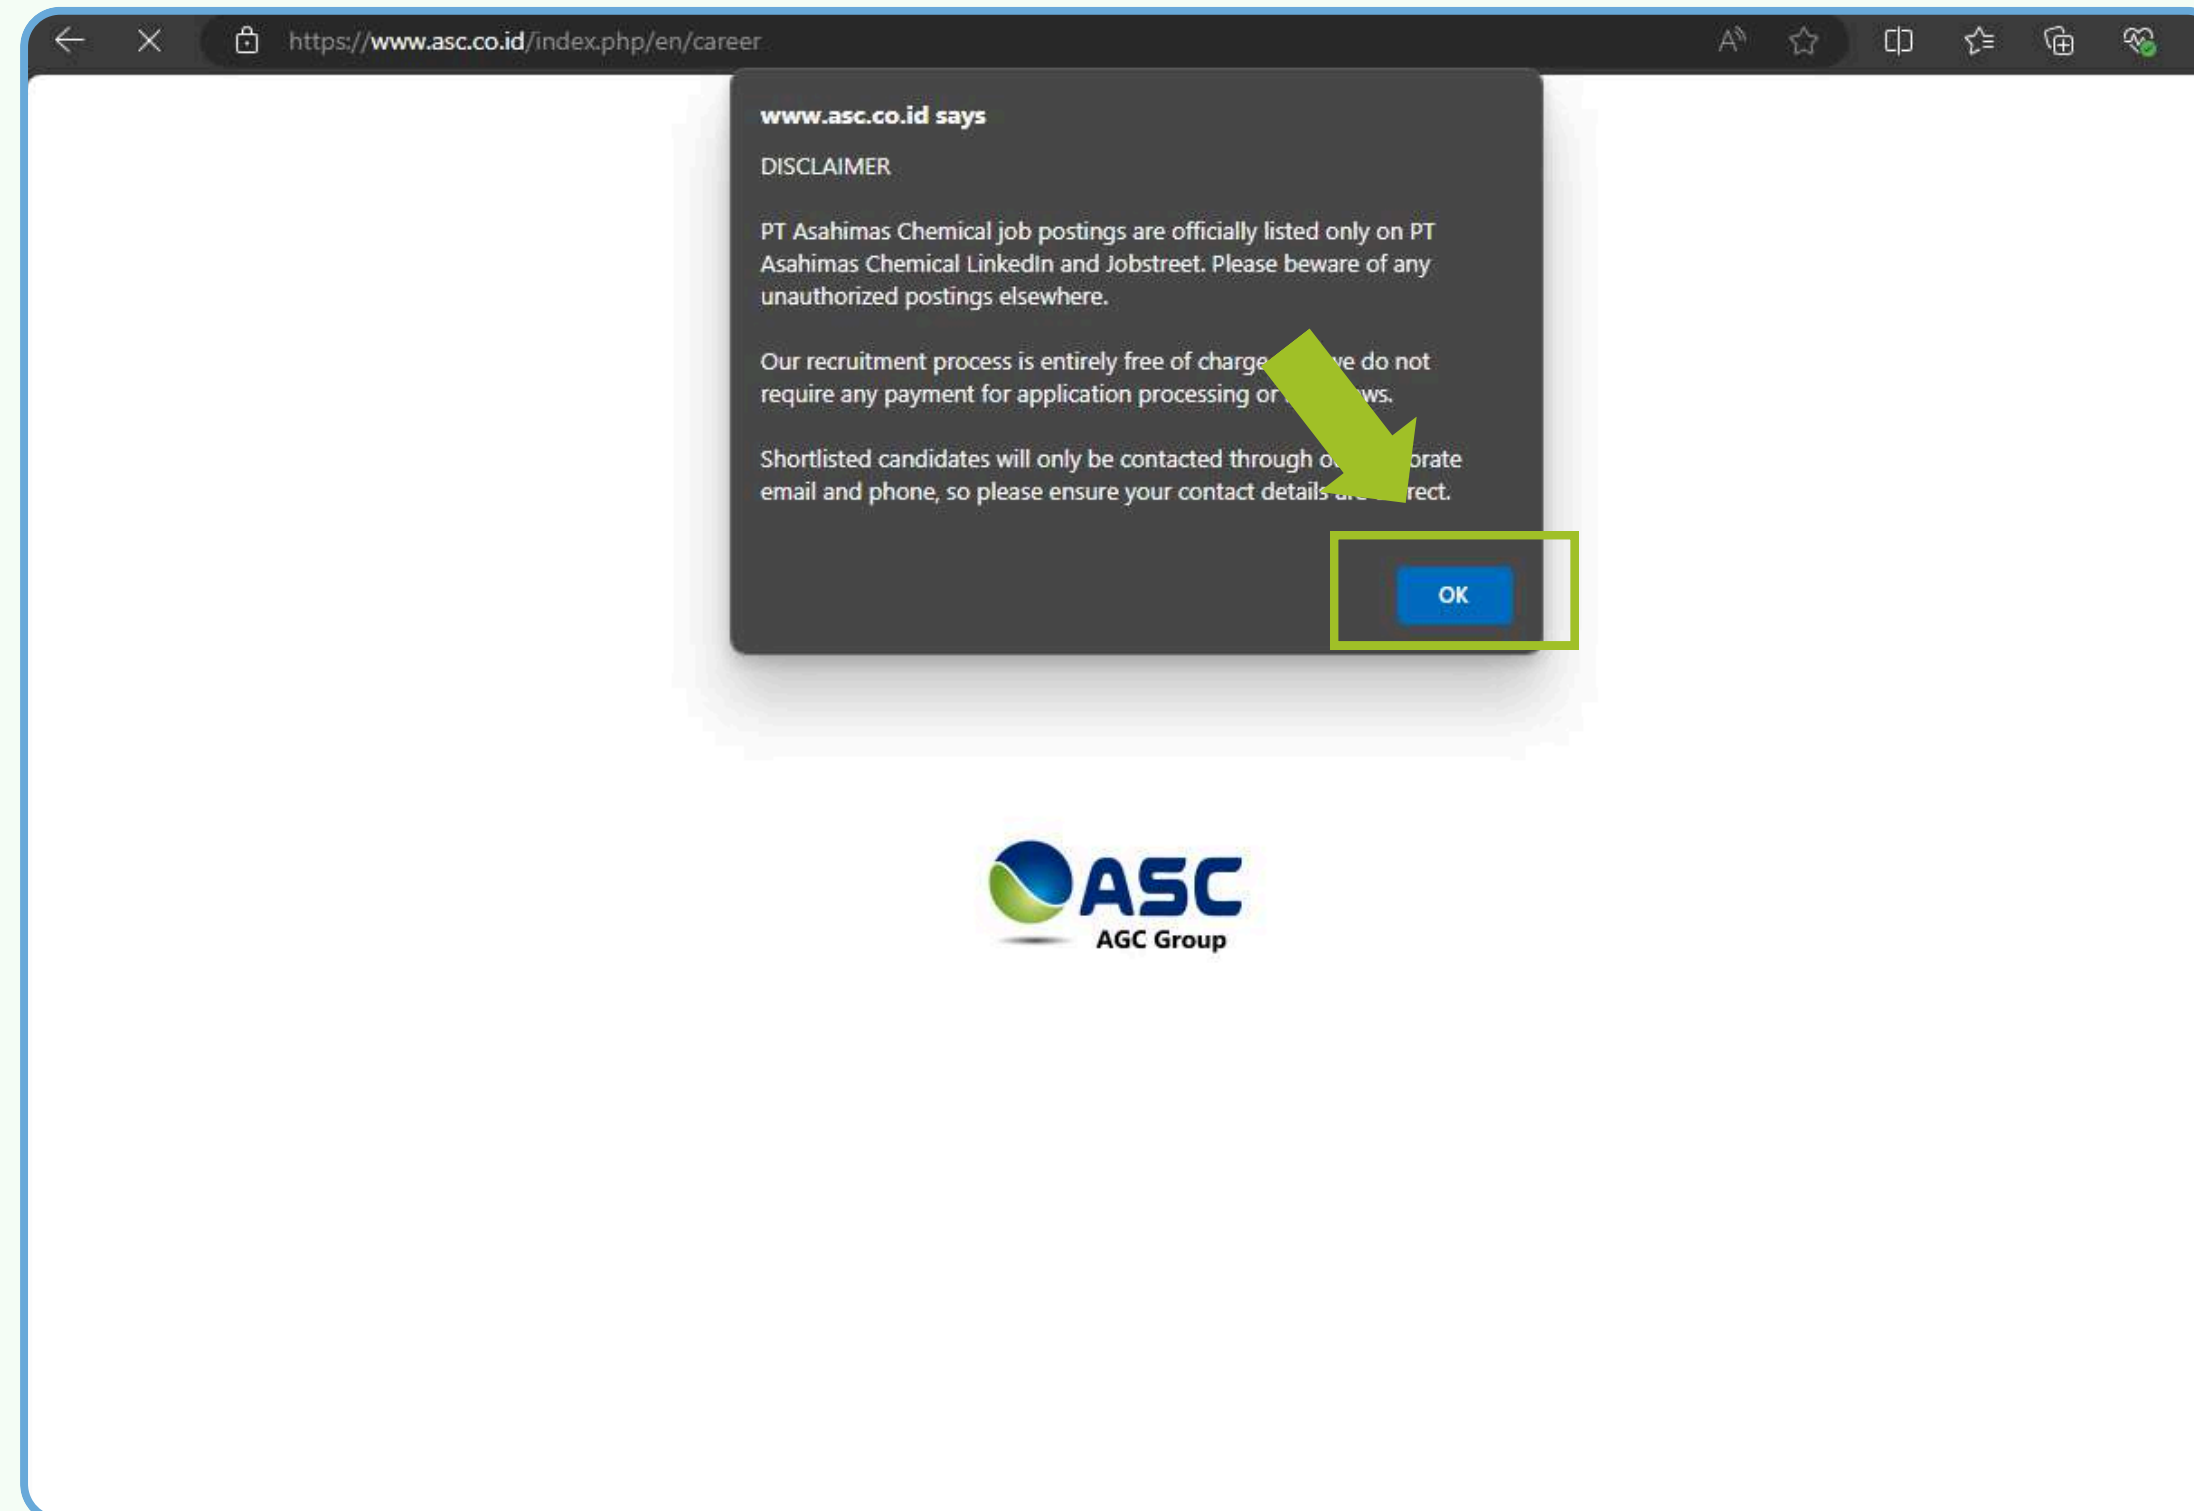 https://www.asc.co.id/index.php/en/career
www.asc.co.id says
DISCLAIMER
PT Asahimas Chemical job postings are officially listed only on PT
Asahimas Chemical LinkedIn and Jobstreet. Please beware of any
unauthorized postings elsewhere.
Our recruitment process is entirely free of charge we do not
require any payment for application processing or
Shortlisted candidates will only be contacted through
email and phone, so please ensure your contact details
OK
ASC
AGC Group